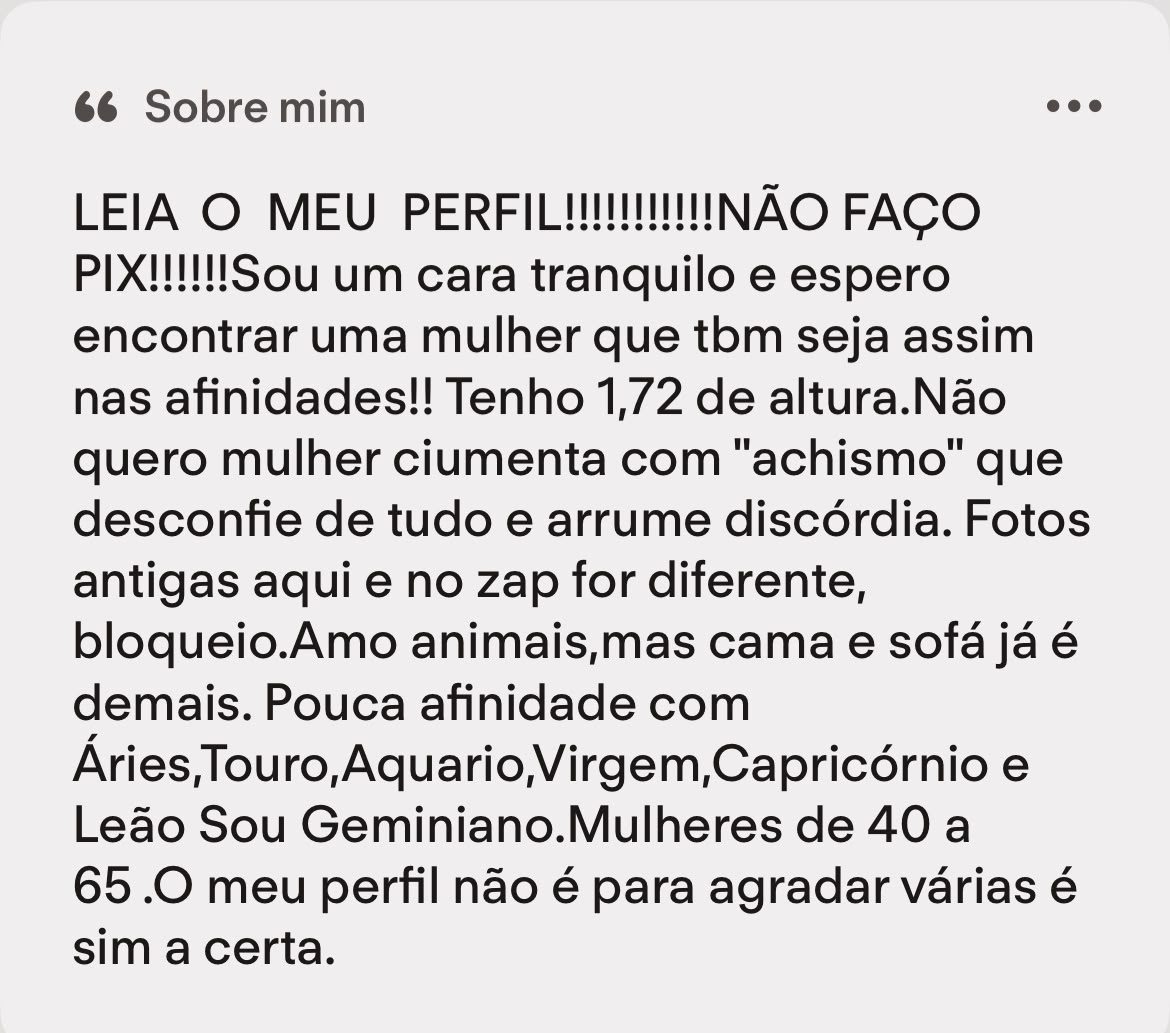 Sobre mim
LEIA O MEU PERFIL!!!!!!!!!!!NÃO FAÇO
PIX!!!!!!Sou um cara tranquilo e espero
encontrar uma mulher que tbm seja assim
nas afinidades!! Tenho 1,72 de altura.Não
quero mulher ciumenta com "achismo" que
desconfie de tudo e arrume discórdia. Fotos
antigas aqui e no zap for diferente,
bloqueio.Amo animais,mas cama e sofá já é
demais. Pouca afinidade com
Áries,Touro,Aquario,Virgem,Capricórnio e
Leão Sou Geminiano.Mulheres de 40 a
65 .O meu perfil não é para agradar várias é
sim a certa.